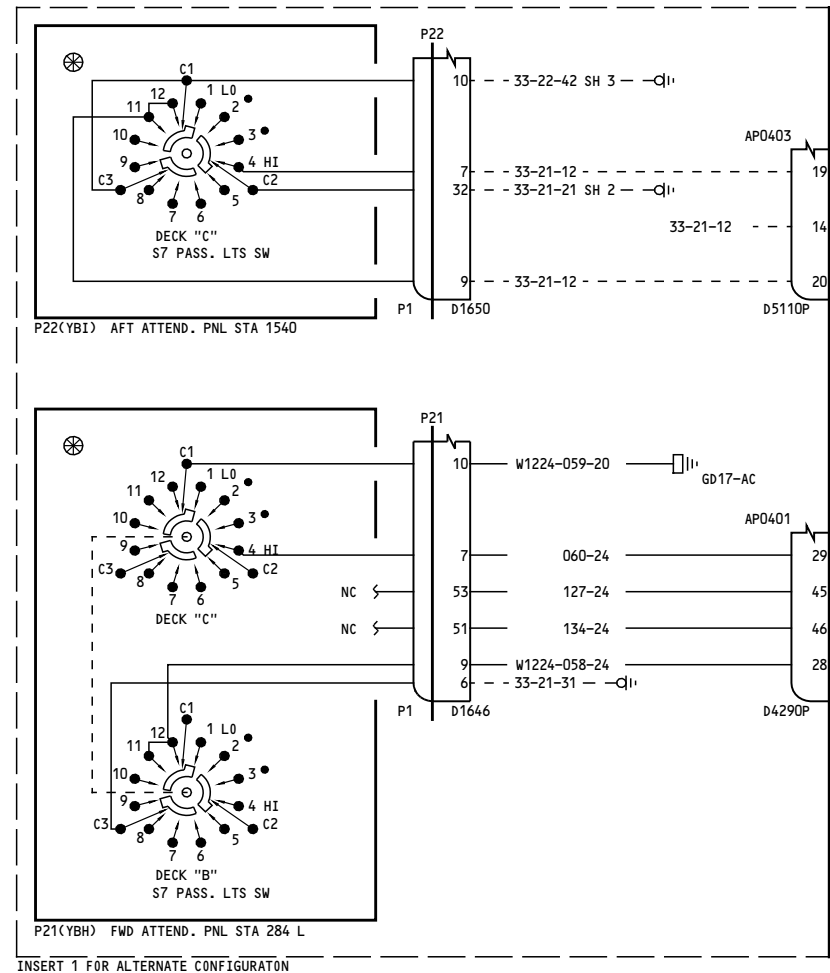 P22
C1
12
1 LO
11
2
10
3
9
4 HI
C3
C2
8
5
7
6
DECK "C"
S7 PASS. LTS SW
10
33-22-42 SH 3
AP0403
7
33-21-12
19
32
33-21-21 SH 2
33-21-12
14
9
33-21-12
20
P1
D1650
D5110P
P22(YBI) AFT ATTEND. PNL STA 1540
P21
C1
12
1 LO
11
2
10
3
9
4 HI
C3
C2
8
5
7
6
DECK "C"
10
W1224-059-20
GD17-AC
AP0401
7
060-24
29
NC
53
127-24
45
NC
51
134-24
46
9
W1224-058-24
28
6
33-21-31
P1
D1646
D4290P
C1
12
1 LO
11
2
10
3
9
4 HI
C3
C2
8
5
7
6
DECK "B"
S7 PASS. LTS SW
P21(YBH) FWD ATTEND. PNL STA 284 L
INSERT 1 FOR ALTERNATE CONFIGURATON